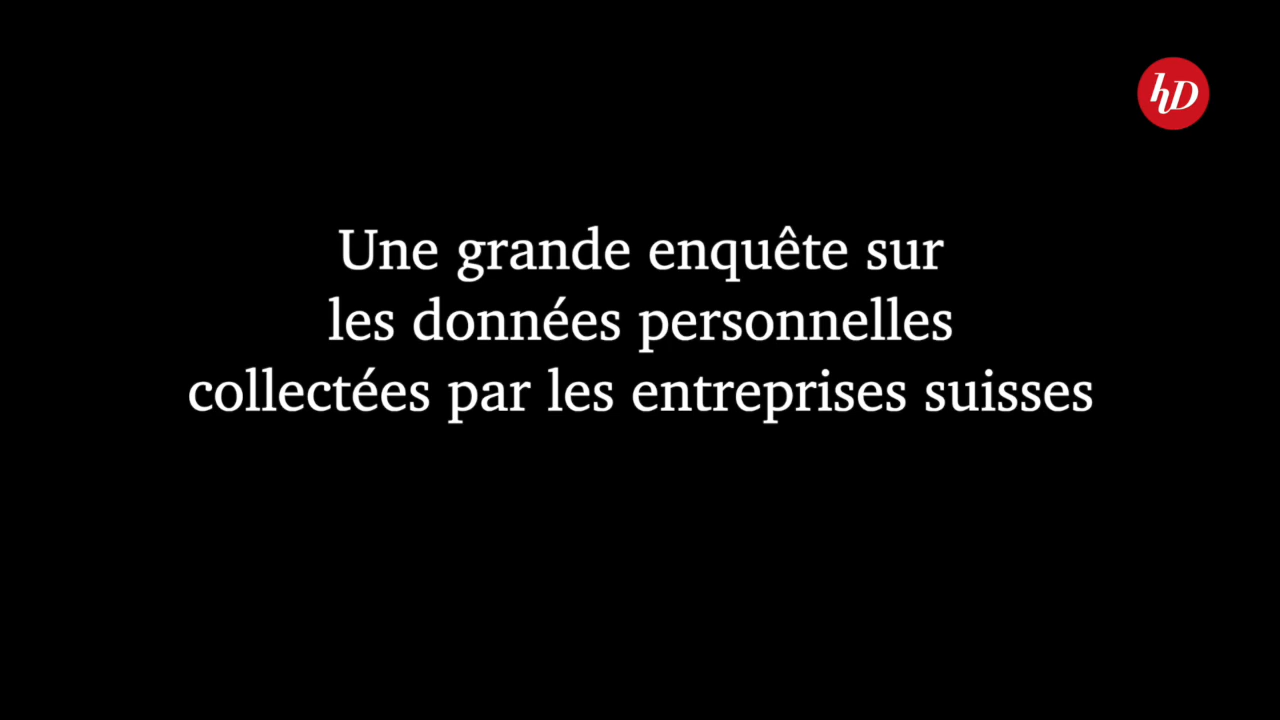 hD
Une grande enquête sur
les données personnelles
collectées par les entreprises suisses